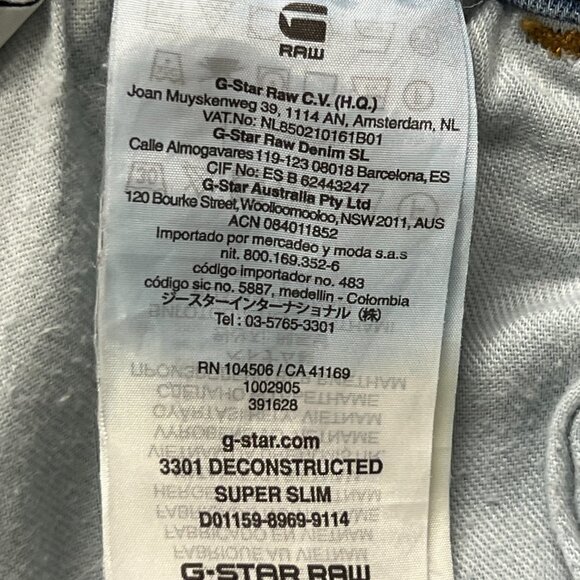 RAW
G-Star Raw C.V. (H.Q.)
Joan Muyskenweg 39, 1114 AN, Amsterdam, NL
VAT.No: NL850210161B01
G-Star Raw Denim SL
Calle Almogavares 119-123 08018 Barcelona, ES
CIF No: ES B 62443247
G-Star Australia Pty Ltd
120 Bourke Street, Woolloomooloo, NSW 2011, AUS
ACN 084011852
Importado por mercadeo y moda s.a.s
nit. 800.169.352-6
código importador no. 483
código sic no. 5887, medellin - Colombia
ジースターインターナショナル (株)
Tel : 03-5765-3301
RN 104506 / CA 41169
1002905
391628
g-star.com
3301 DECONSTRUCTED
SUPER SLIM
D01159-8969-9114
G-STAR RAW